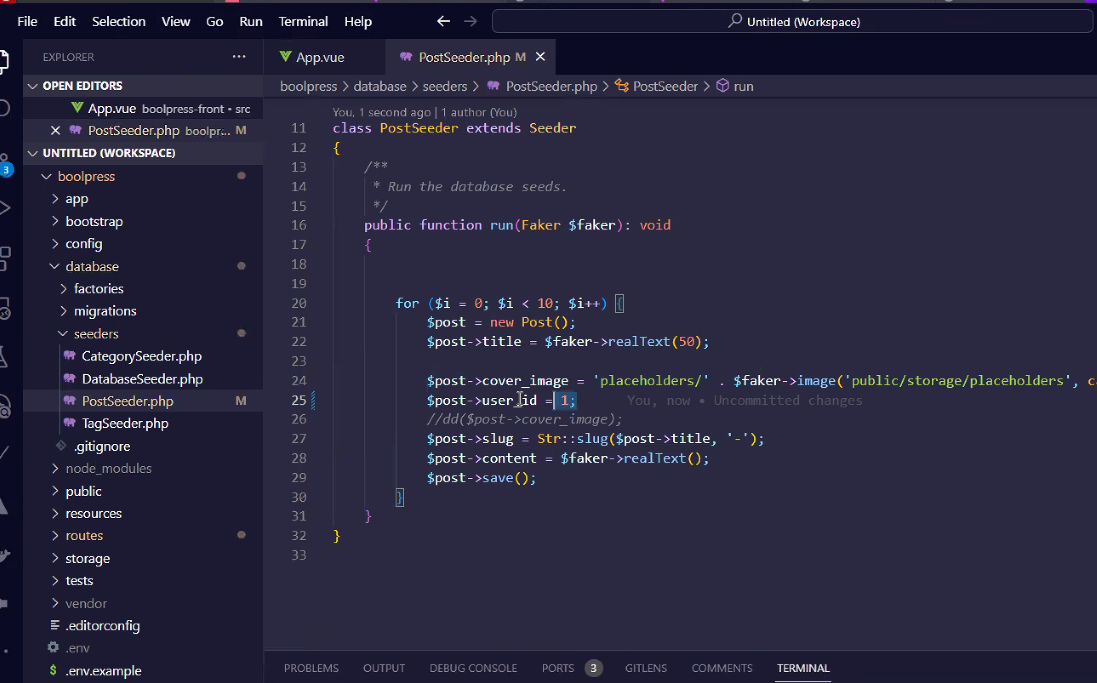 File Edit Selection View Go Run Terminal Help
Untitled (Workspace)
EXPLORER
OPEN EDITORS
App.vue boolpress-front • src
PostSeeder.php boolpr... M
UNTITLED (WORKSPACE)
boolpress
app
bootstrap
config
database
factories
migrations
seeders
CategorySeeder.php
DatabaseSeeder.php
PostSeeder.php M
TagSeeder.php
.gitignore
node_modules
public
resources
routes
storage
tests
vendor
.editorconfig
.env
.env.example
3
App.vue
PostSeeder.php M
boolpress > database > seeders > PostSeeder.php > PostSeeder > run
You, 1 second ago | 1 author (You)
11 class PostSeeder extends Seeder
12 {
13 /**
14 * Run the database seeds.
15 */
16 public function run(Faker $faker): void
17 {
18
19
20 for ($i = 0; $i < 10; $i++) {
21 $post = new Post();
22 $post->title = $faker->realText(50);
23
24 $post->cover_image = 'placeholders/' . $faker->image('public/storage/placeholders', ca
25 $post->user_id = 1; You, now • Uncommitted changes
26 //dd($post->cover_image);
27 $post->slug = Str::slug($post->title, '-');
28 $post->content = $faker->realText();
29 $post->save();
30 }
31 }
32 }
33
PROBLEMS OUTPUT DEBUG CONSOLE PORTS 3 GITLENS COMMENTS TERMINAL